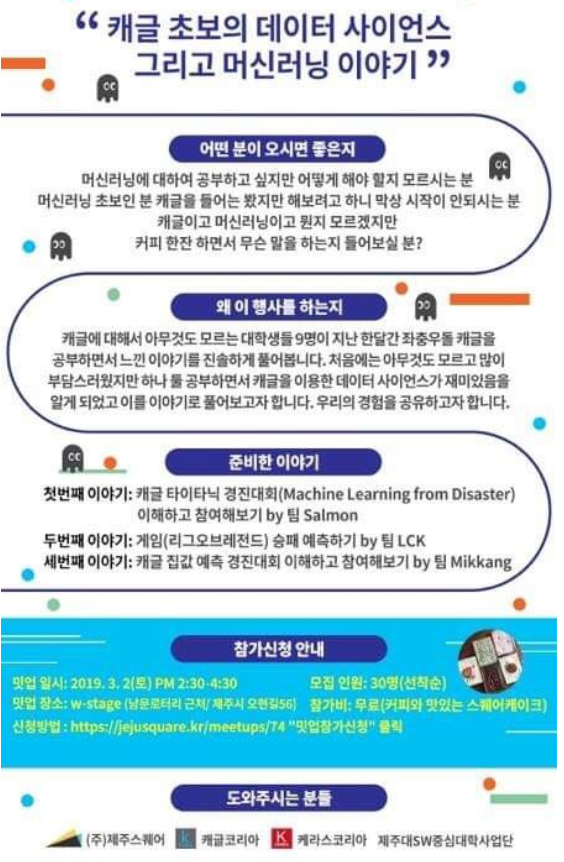 “ 캐글 초보의 데이터 사이언스
그리고 머신러닝 이야기 ”
어떤 분이 오시면 좋은지
머신러닝에 대하여 공부하고 싶지만 어떻게 해야 할지 모르시는 분
머신러닝 초보인 분 캐글을 들어는 봤지만 해보려고 하니 막상 시작이 안되시는 분
캐글이고 머신러닝이고 뭔지 모르겠지만
커피 한잔 하면서 무슨 말을 하는지 들어보실 분?
왜 이 행사를 하는지
캐글에 대해서 아무것도 모르는 대학생들 9명이 지난 한달간 좌충우돌 캐글을
공부하면서 느낀 이야기를 진솔하게 풀어봅니다. 처음에는 아무것도 모르고 많이
부담스러웠지만 하나 둘 공부하면서 캐글을 이용한 데이터 사이언스가 재미있음을
알게 되었고 이를 이야기로 풀어보고자 합니다. 우리의 경험을 공유하고자 합니다.
준비한 이야기
첫번째 이야기: 캐글 타이타닉 경진대회(Machine Learning from Disaster)
이해하고 참여해보기 by 팀 Salmon
두번째 이야기: 게임(리그오브레전드) 승패 예측하기 by 팀 LCK
세번째 이야기: 캐글 집값 예측 경진대회 이해하고 참여해보기 by 팀 Mikkang
참가신청 안내
밋업 일시: 2019. 3. 2(토) PM 2:30-4:30
모집 인원: 30명(선착순)
밋업 장소: w-stage (남문로터리 근처/ 제주시 오현길56)
참가비: 무료(커피와 맛있는 스퀘어케이크)
신청방법 : https://jejusquare.kr/meetups/74 "밋업참가신청" 클릭
도와주시는 분들
(주)제주스퀘어 K 캐글코리아 K 케라스코리아 제주대SW중심대학사업단